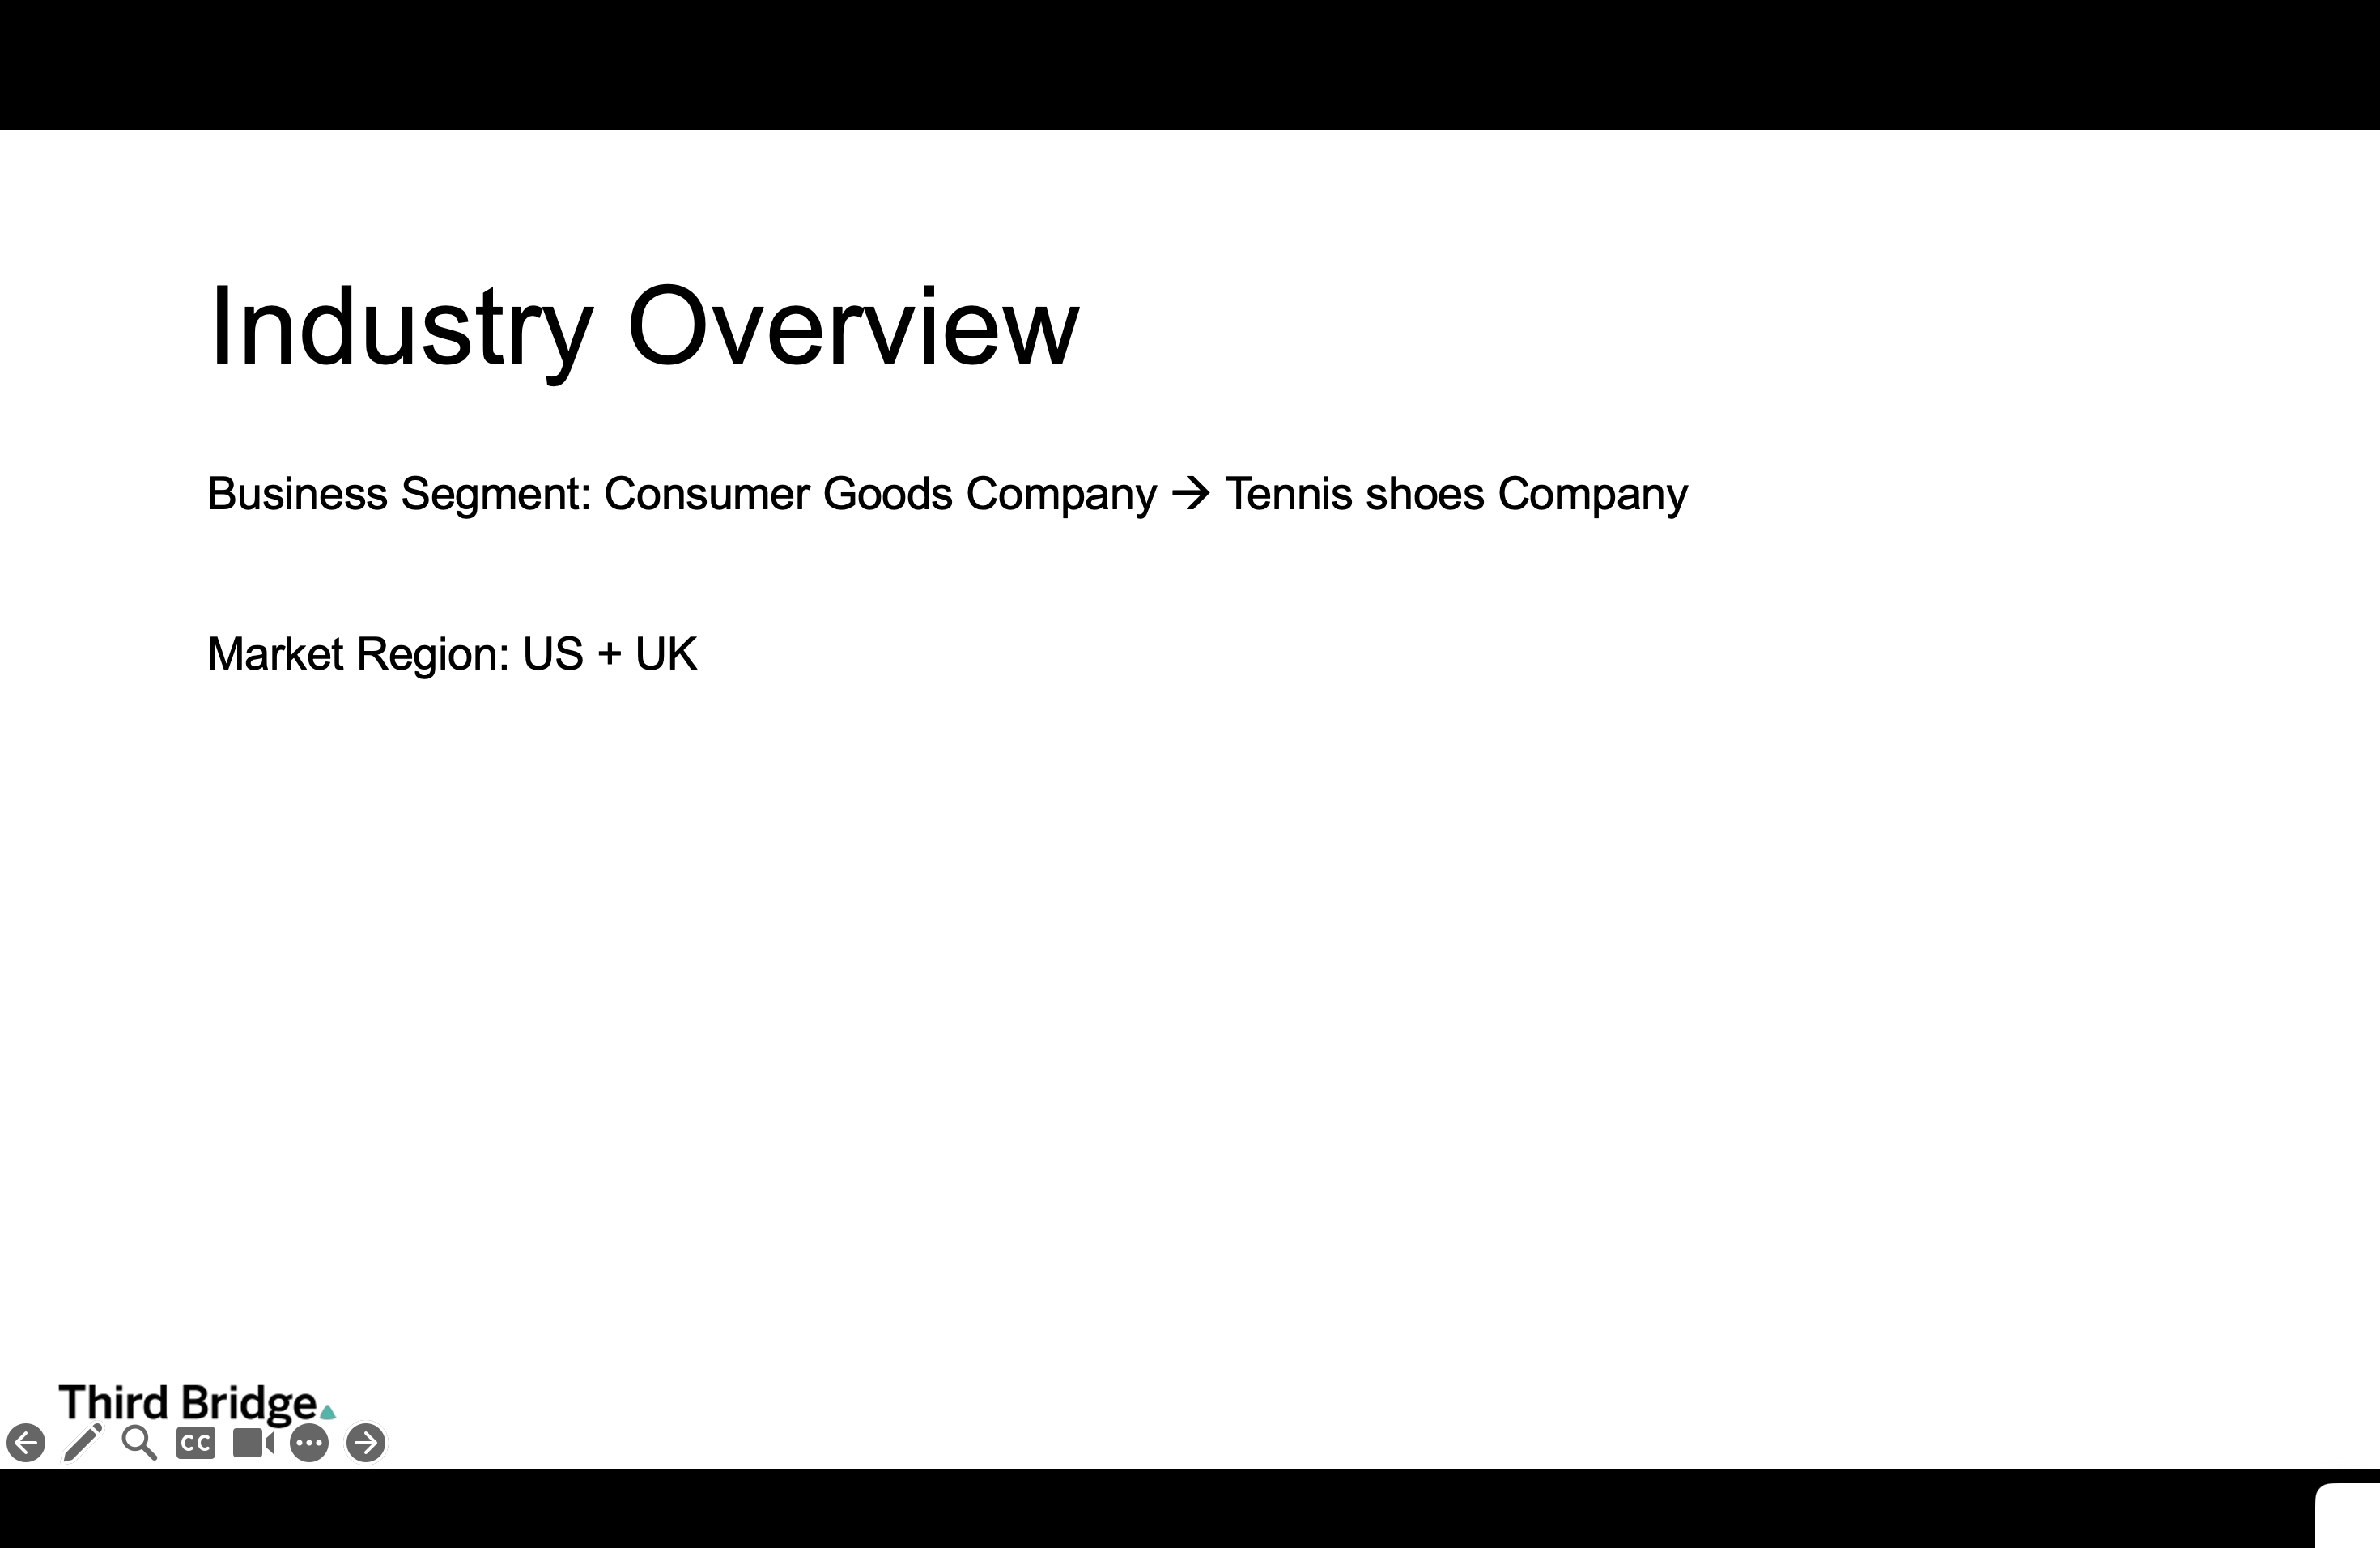 Industry Overview
Business Segment: Consumer Goods Company → Tennis shoes Company
Market Region: US + UK
Third Bridge
CC